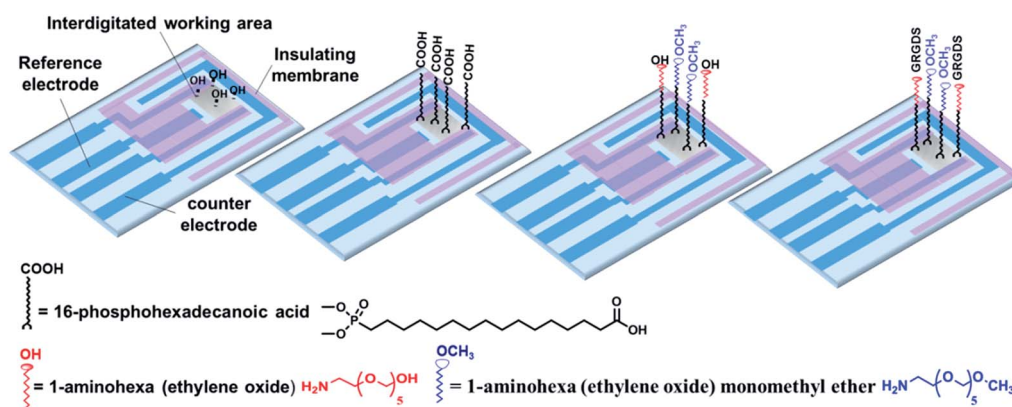 Interdigitated working area
Reference
electrode
Insulating
membrane
OH
OH
OH
OH
counter
electrode
COOH
COOH
COOH
COOH
OH
OCH3
OCH3
OH
GRGDS
OCH3
OCH3
GRGDS
COOH
= 16-phosphohexadecanoic acid
O
P
O
OH
OH
= 1-aminohexa (ethylene oxide)
H2N
(O
)5
OH
OCH3
= 1-aminohexa (ethylene oxide) monomethyl ether
H2N
(O
)5
O
CH3